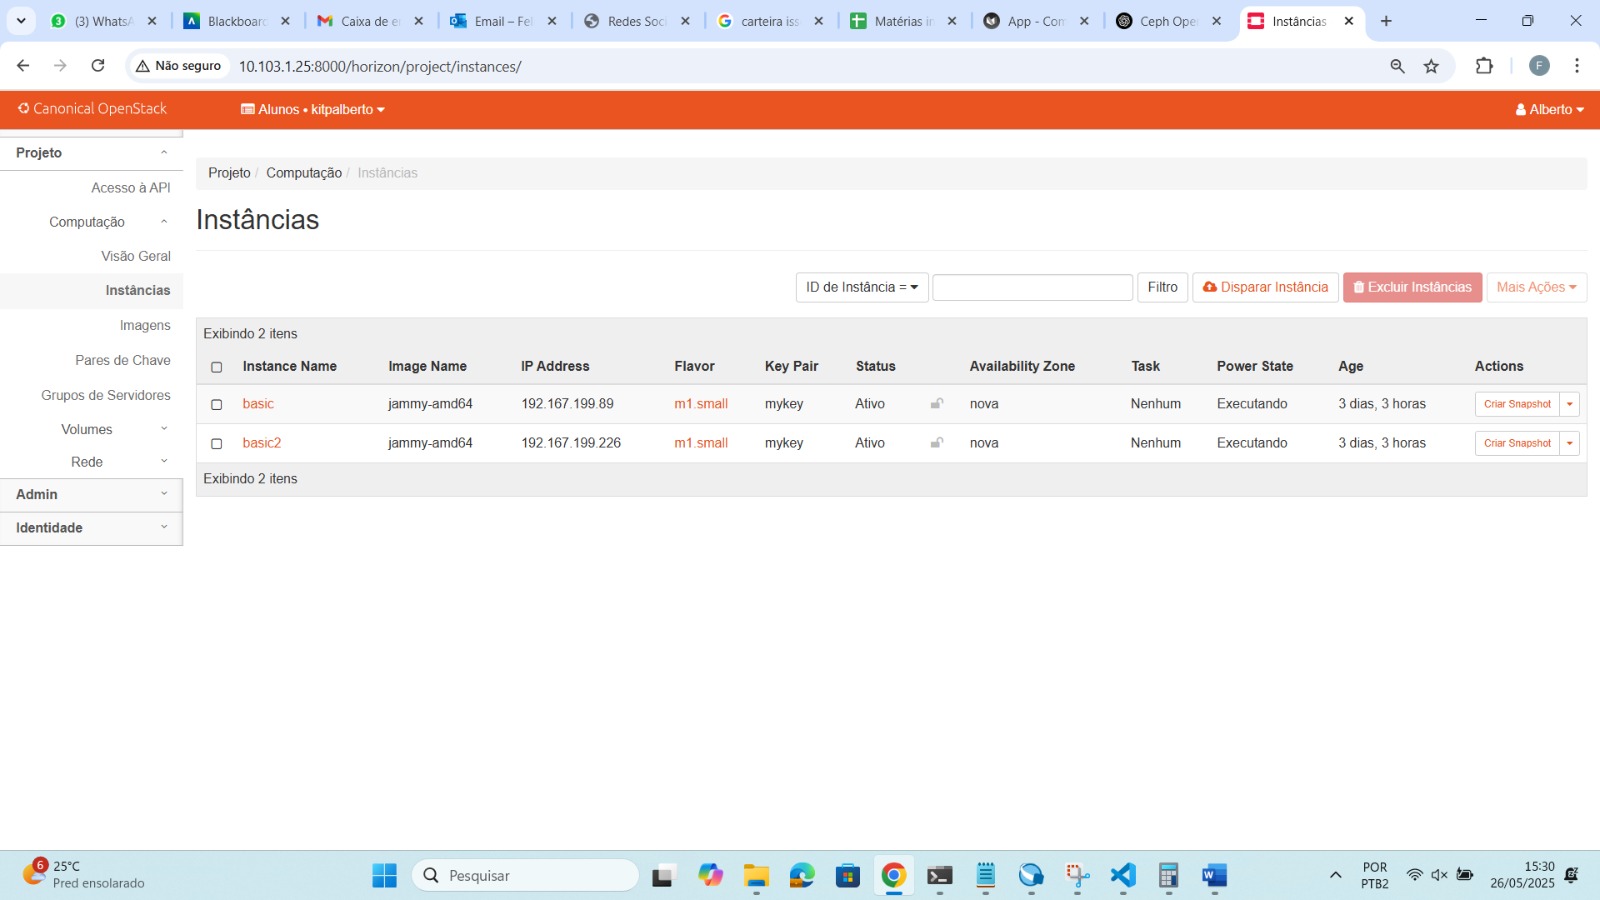 (3) WhatsA
Blackboard
Caixa de e
Email – Fel
Redes Soci
carteira iss
Matérias in
App - Con
Ceph Ope
Instâncias
Não seguro
10.103.1.25:8000/horizon/project/instances/
F
Canonical OpenStack
Alunos • kitpalberto
Alberto
Projeto
Acesso à API
Computação
Visão Geral
Instâncias
Imagens
Pares de Chave
Grupos de Servidores
Volumes
Rede
Admin
Identidade
Projeto / Computação / Instâncias
Instâncias
ID de Instância =
Filtro
Disparar Instância
Excluir Instâncias
Mais Ações
Exibindo 2 itens
Instance Name Image Name IP Address Flavor Key Pair Status Availability Zone Task Power State Age Actions
basic jammy-amd64 192.167.199.89 m1.small mykey Ativo nova Nenhum Executando 3 dias, 3 horas Criar Snapshot
basic2 jammy-amd64 192.167.199.226 m1.small mykey Ativo nova Nenhum Executando 3 dias, 3 horas Criar Snapshot
Exibindo 2 itens
6
25°C
Pred ensolarado
Pesquisar
POR
PTB2
15:30
26/05/2025